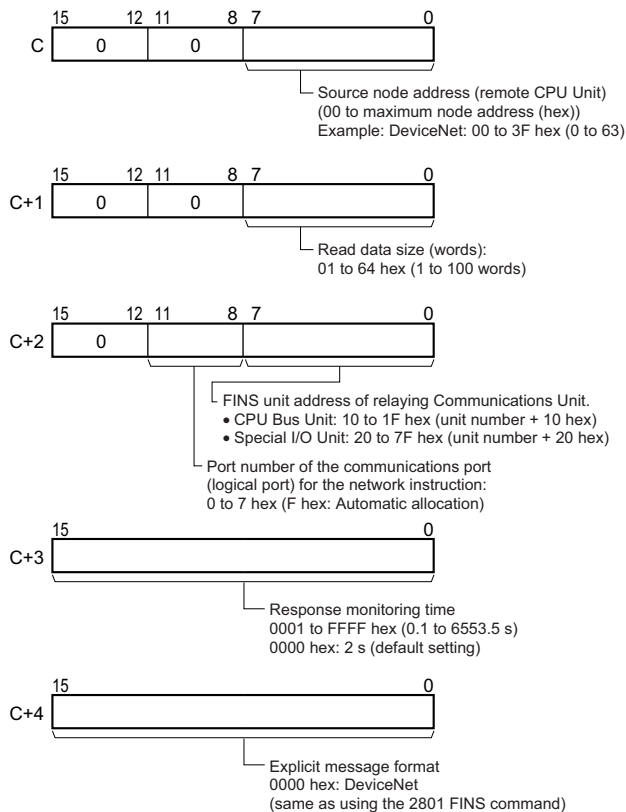 15 12 11 8 7 0
C 0 0
Source node address (remote CPU Unit)
(00 to maximum node address (hex))
Example: DeviceNet: 00 to 3F hex (0 to 63)
15 12 11 8 7 0
C+1 0 0
Read data size (words):
01 to 64 hex (1 to 100 words)
15 12 11 8 7 0
C+2 0
FINS unit address of relaying Communications Unit.
• CPU Bus Unit: 10 to 1F hex (unit number + 10 hex)
• Special I/O Unit: 20 to 7F hex (unit number + 20 hex)
Port number of the communications port
(logical port) for the network instruction:
0 to 7 hex (F hex: Automatic allocation)
15 0
C+3
Response monitoring time
0001 to FFFF hex (0.1 to 6553.5 s)
0000 hex: 2 s (default setting)
15 0
C+4
Explicit message format
0000 hex: DeviceNet
(same as using the 2801 FINS command)